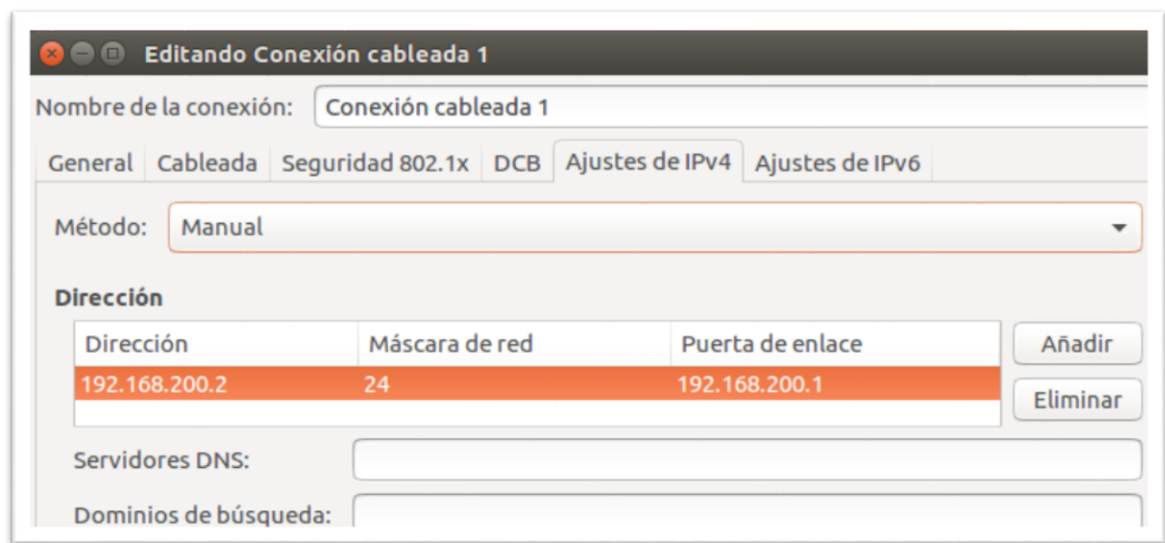 Editando Conexión cableada 1
Nombre de la conexión: Conexión cableada 1
General Cableada Seguridad 802.1x DCB Ajustes de IPv4 Ajustes de IPv6
Método: Manual
Dirección
Dirección Máscara de red Puerta de enlace Añadir
192.168.200.2 24 192.168.200.1
Eliminar
Servidores DNS:
Dominios de búsqueda: